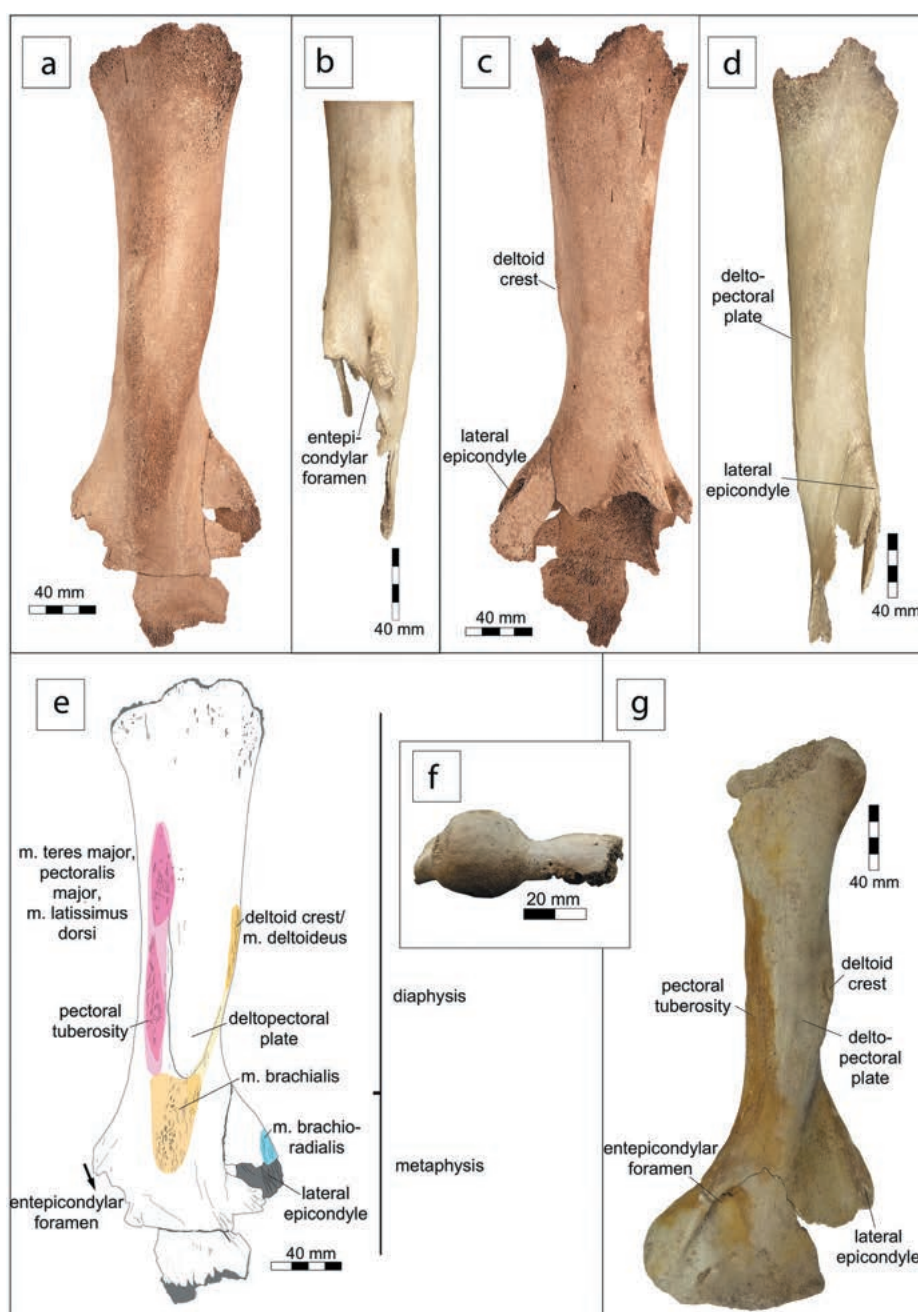 a
b
entepi-
condylar
foramen
40 mm
40 mm
c
deltoid
crest
lateral
epicondyle
40 mm
d
delto-
pectoral
plate
lateral
epicondyle
40 mm
e
m. teres major,
pectoralis
major,
m. latissimus
dorsi
pectoral
tuberosity
deltoid crest/
m. deltoideus
deltopectoral
plate
m. brachialis
m. brachio-
radialis
lateral
epicondyle
entepicondylar
foramen
40 mm
diaphysis
metaphysis
f
20 mm
g
40 mm
pectoral
tuberosity
deltoid
crest
delto-
pectoral
plate
entepicondylar
foramen
lateral
epicondyle